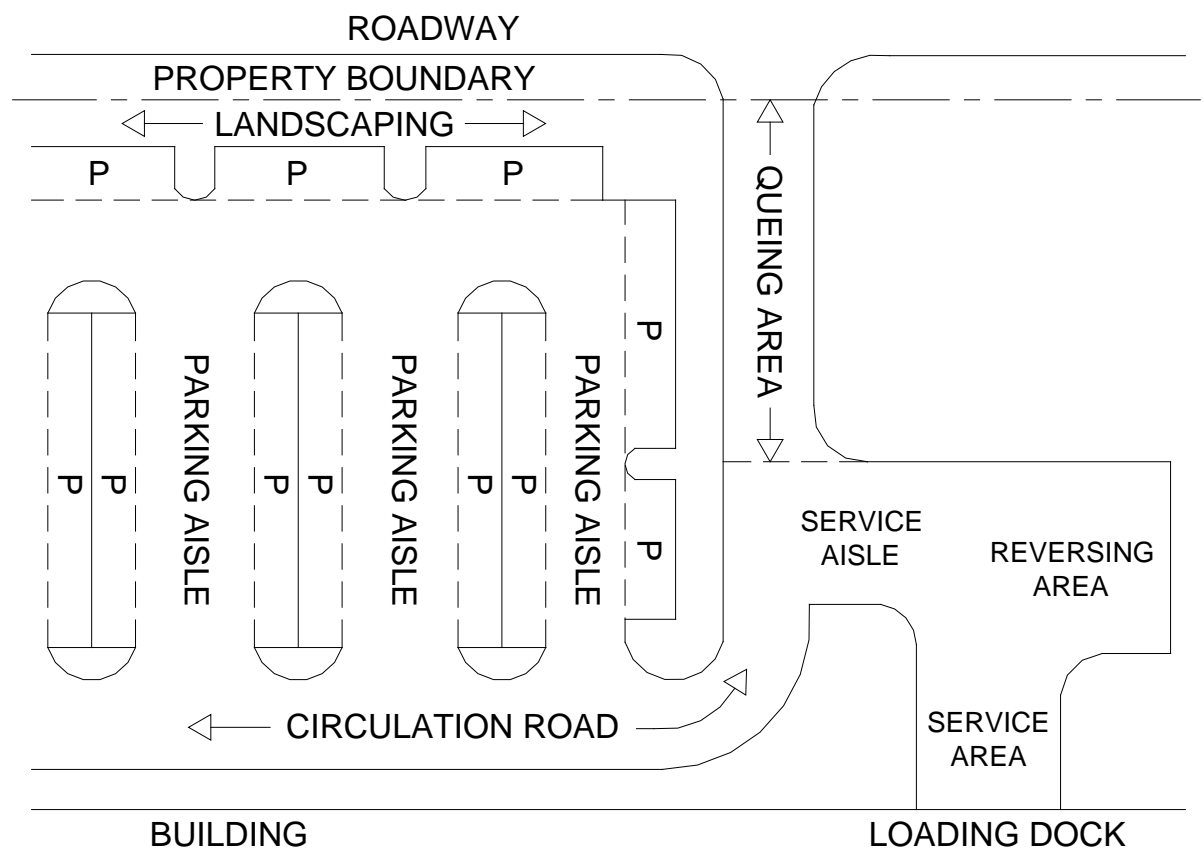 ROADWAY
PROPERTY BOUNDARY
LANDSCAPING
P
P
P
QUEING AREA
P
PARKING AISLE
PARKING AISLE
PARKING AISLE
P
P
P
P
P
P
P
SERVICE
AISLE
REVERSING
AREA
CIRCULATION ROAD
SERVICE
AREA
BUILDING
LOADING DOCK